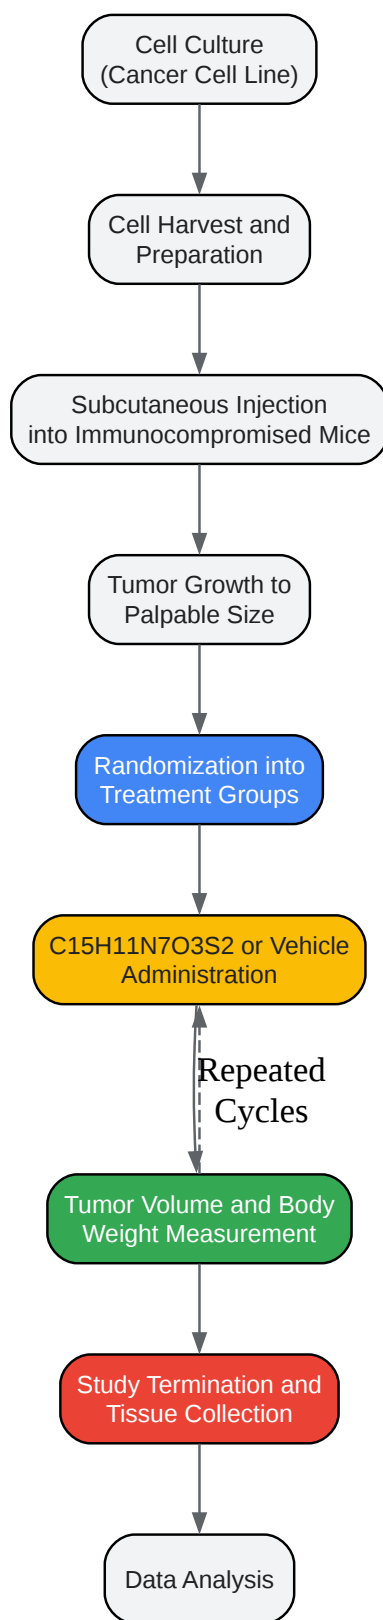 Cell Culture
(Cancer Cell Line)
Cell Harvest and
Preparation
Subcutaneous Injection
into Immunocompromised Mice
Tumor Growth to
Palpable Size
Randomization into
Treatment Groups
C15H11N7O3S2 or Vehicle
Administration
Repeated
Cycles
Tumor Volume and Body
Weight Measurement
Study Termination and
Tissue Collection
Data Analysis